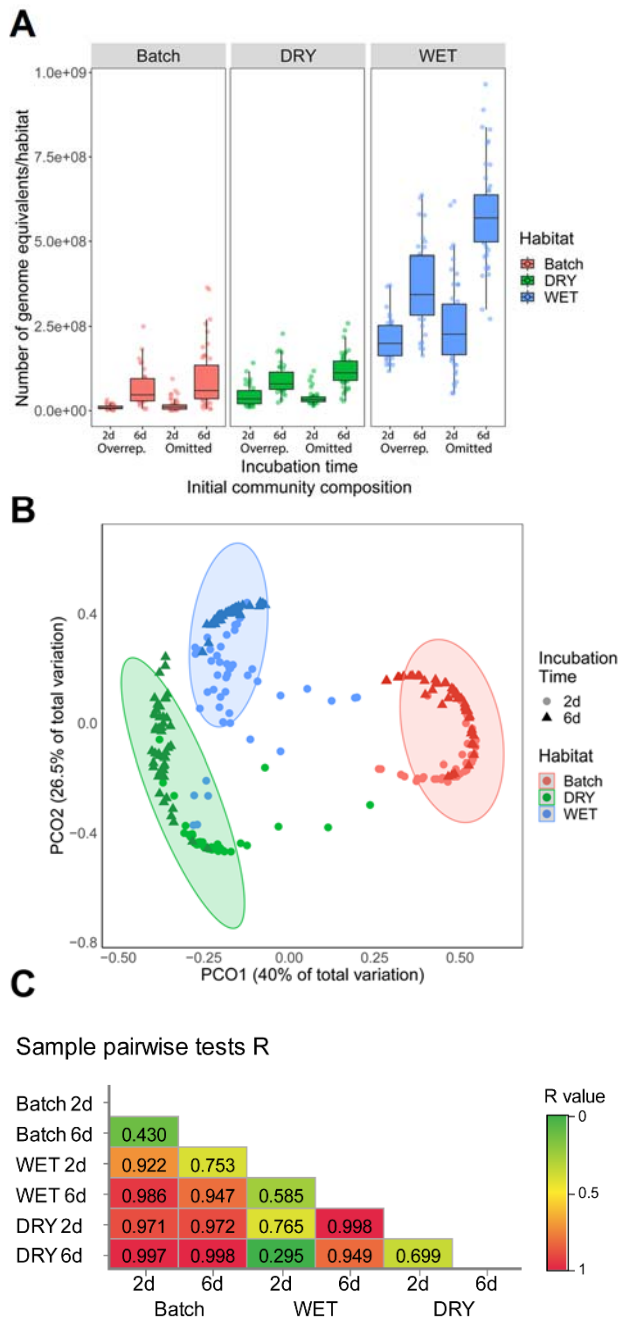 A
Batch DRY WET
Number of genome equivalents/habitat
1.0e+09
7.5e+08
5.0e+08
2.5e+08
0.0e+00
2d 6d 2d 6d 2d 6d 2d 6d 2d 6d 2d 6d
Overrep. Omitted Overrep. Omitted Overrep. Omitted
Incubation time
Initial community composition
Habitat
Batch
DRY
WET
B
PCO2 (26.5% of total variation)
0.4
0.0
−0.4
−0.8
−0.50 −0.25 0.00 0.25 0.50
PCO1 (40% of total variation)
Incubation
Time
2d
6d
Habitat
Batch
DRY
WET
C
Sample pairwise tests R
Batch 2d
Batch 6d 0.430
WET 2d 0.922 0.753
WET 6d 0.986 0.947 0.585
DRY 2d 0.971 0.972 0.765 0.998
DRY 6d 0.997 0.998 0.295 0.949 0.699
2d 6d 2d 6d 2d 6d
Batch WET DRY
R value
0
0.5
1